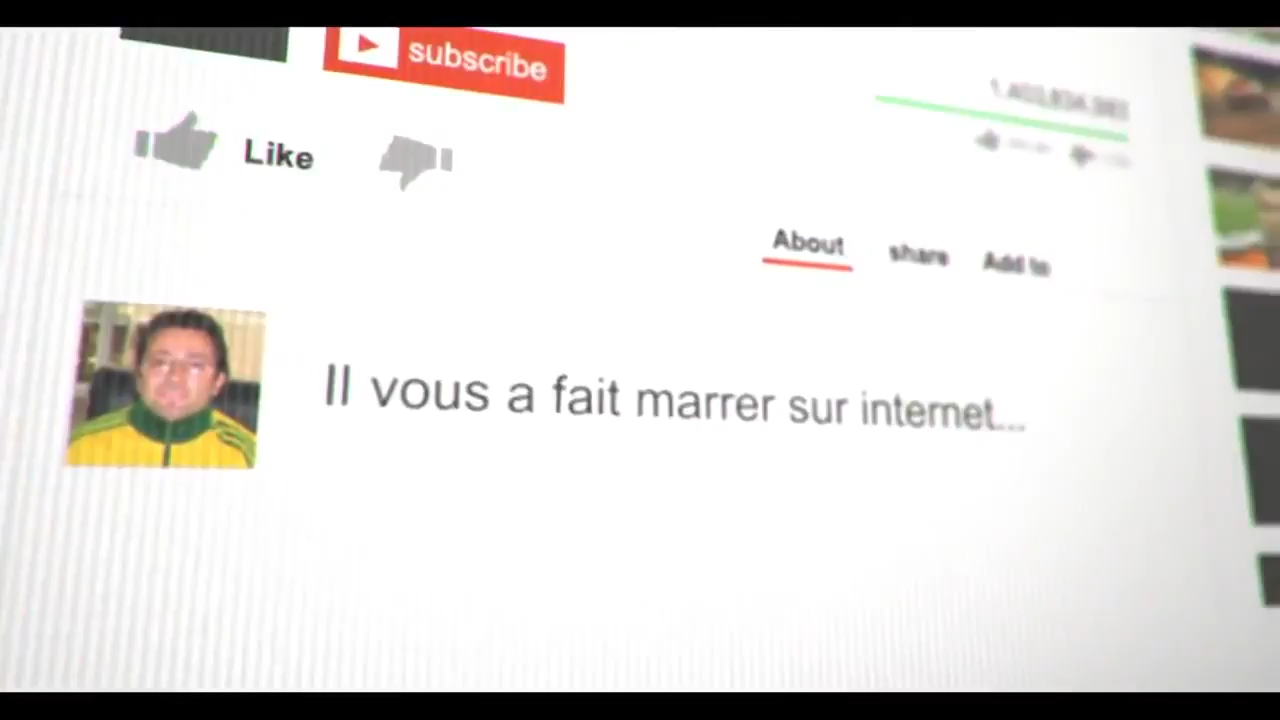 subscribe
Like
About share Add to
Il vous a fait marrer sur internet...